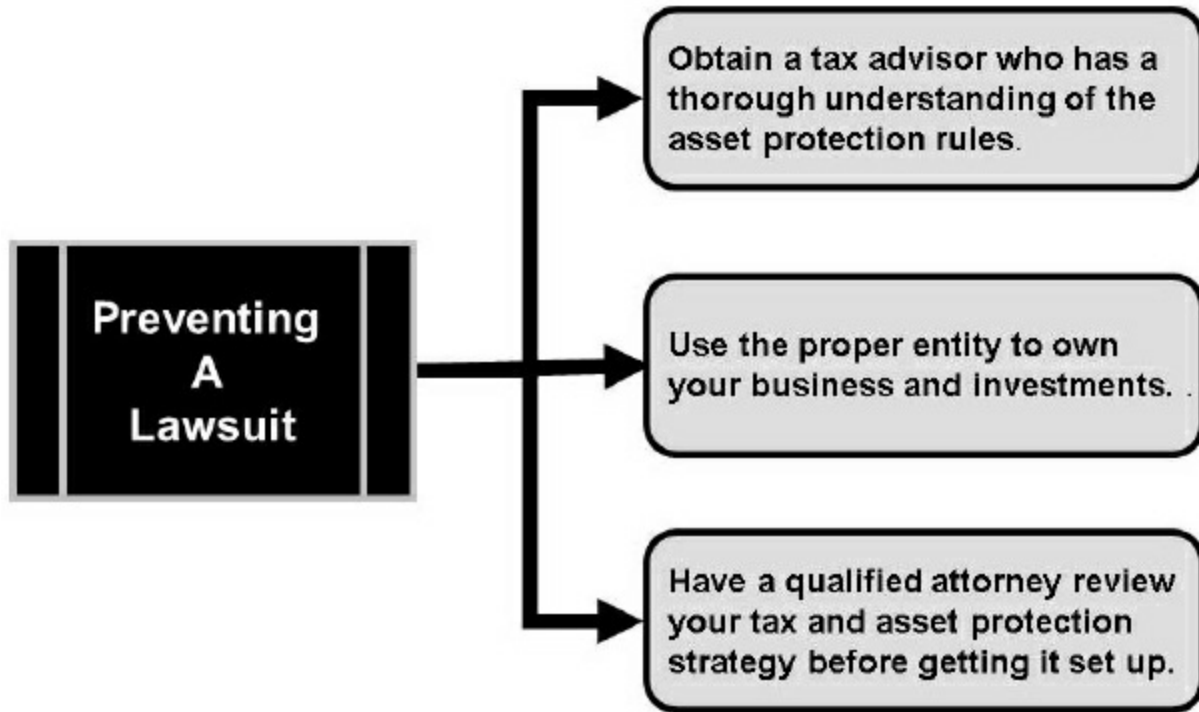 Preventing
A
Lawsuit
Obtain a tax advisor who has a
thorough understanding of the
asset protection rules.
Use the proper entity to own
your business and investments. .
Have a qualified attorney review
your tax and asset protection
strategy before getting it set up.